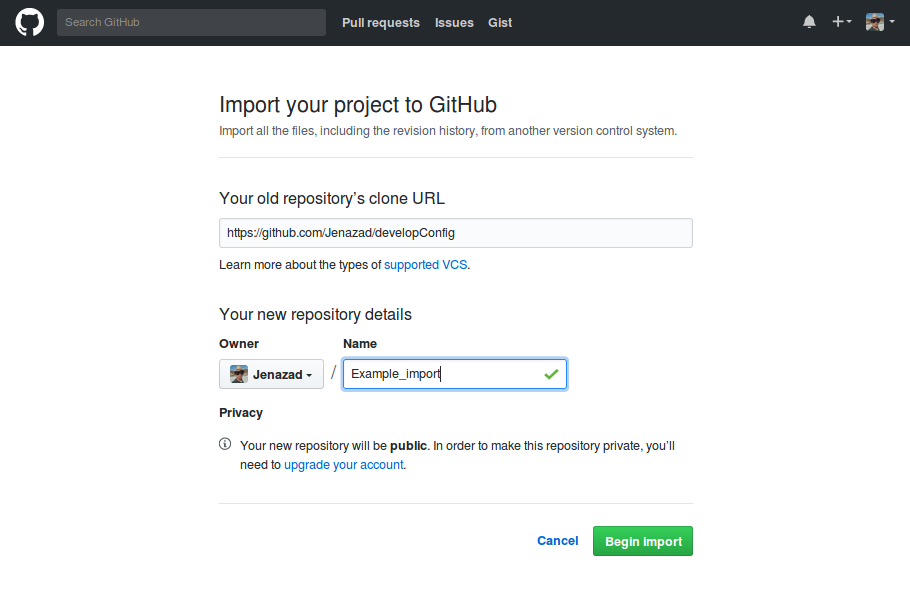 Search GitHub
Pull requests
Issues
Gist
Import your project to GitHub
Import all the files, including the revision history, from another version control system.
Your old repository’s clone URL
https://github.com/Jenazad/developConfig
Learn more about the types of supported VCS.
Your new repository details
Owner Name
Jenazad / Example_import
Privacy
Your new repository will be public. In order to make this repository private, you’ll
need to upgrade your account.
Cancel Begin import